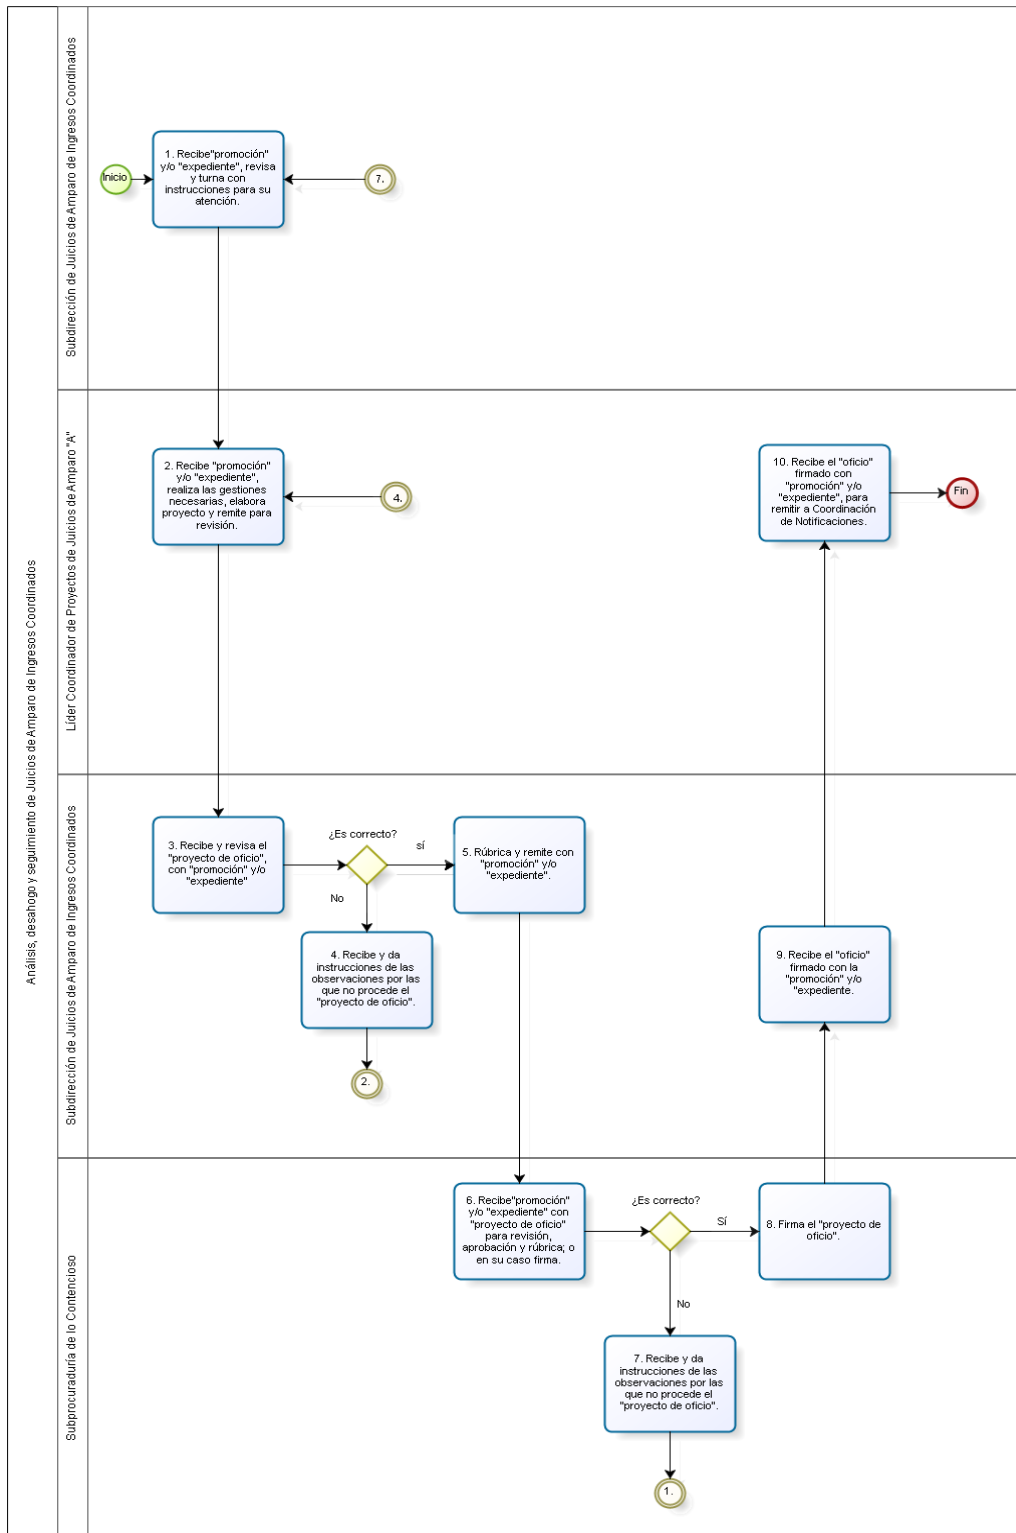 Análisis, desahogo y seguimiento de Juicios de Amparo de Ingresos Coordinados
Subdirección de Juicios de Amparo de Ingresos Coordinados
Inicio
1. Recibe"promoción"
y/o "expediente", revisa
y turna con
instrucciones para su
atención.
7.
Líder Coordinador de Proyectos de Juicios de Amparo "A"
2. Recibe "promoción"
y/o "expediente",
realiza las gestiones
necesarias, elabora
proyecto y remite para
revisión.
4.
10. Recibe el "oficio"
firmado con
"promoción" y/o
"expediente", para
remitir a Coordinación
de Notificaciones.
Fin
Subdirección de Juicios de Amparo de Ingresos Coordinados
3. Recibe y revisa el
"proyecto de oficio",
con "promoción" y/o
"expediente"
¿Es correcto?
sí
No
5. Rúbrica y remite con
"promoción" y/o
"expediente".
4. Recibe y da
instrucciones de las
observaciones por las
que no procede el
"proyecto de oficio".
2.
9. Recibe el "oficio"
firmado con la
"promoción" y/o
"expediente.
Subprocuraduría de lo Contencioso
6. Recibe"promoción"
y/o "expediente" con
"proyecto de oficio"
para revisión,
aprobación y rúbrica; o
en su caso firma.
¿Es correcto?
Sí
No
8. Firma el "proyecto de
oficio".
7. Recibe y da
instrucciones de las
observaciones por las
que no procede el
"proyecto de oficio".
1.